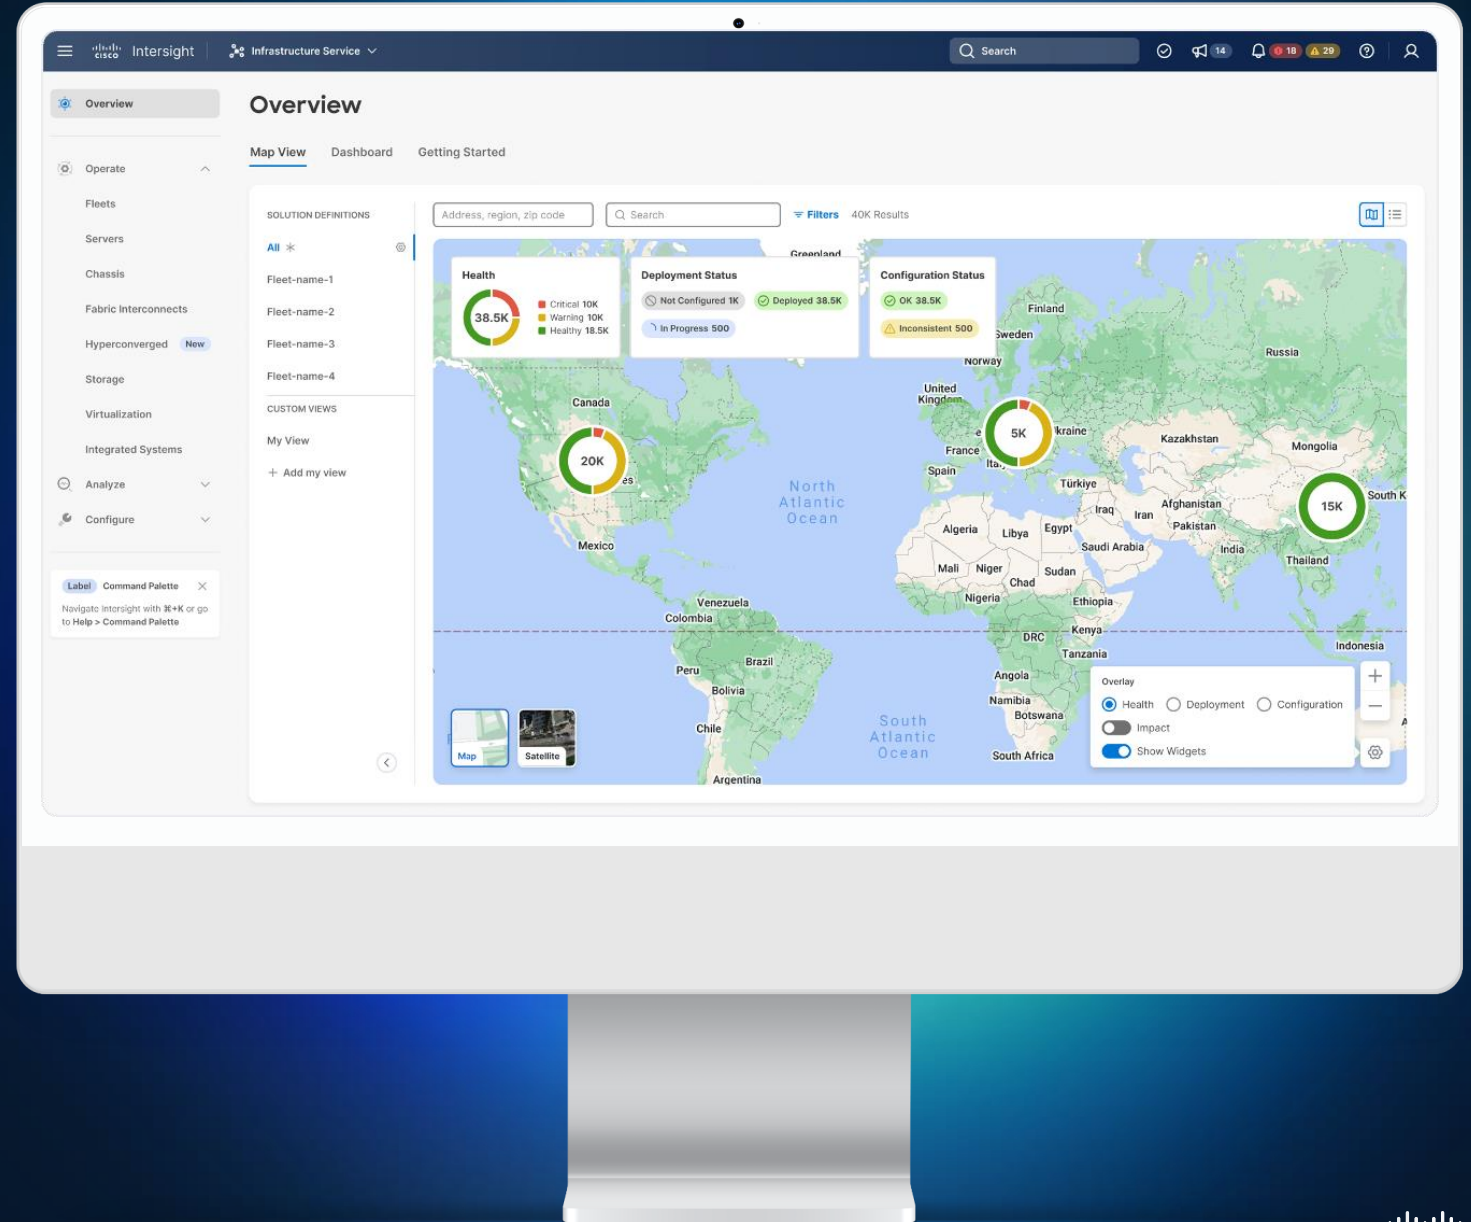 cisco Intersight
Infrastructure Service
Search
14
18
29
Overview
Operate
Fleets
Servers
Chassis
Fabric Interconnects
Hyperconverged New
Storage
Virtualization
Integrated Systems
Analyze
Configure
Label Command Palette
Navigate Intersight with ⌘+K or go
to Help > Command Palette
Overview
Map View Dashboard Getting Started
SOLUTION DEFINITIONS
All
Fleet-name-1
Fleet-name-2
Fleet-name-3
Fleet-name-4
CUSTOM VIEWS
My View
+ Add my view
Address, region, zip code
Search
Filters
40K Results
Health
38.5K
Critical 10K
Warning 10K
Healthy 18.5K
Deployment Status
Not Configured 1K
Deployed 38.5K
In Progress 500
Configuration Status
OK 38.5K
Inconsistent 500
Greenland
Finland
Sweden
Norway
Russia
United
Kingdom
Canada
20K
es
5K
kraine
Kazakhstan
Mongolia
France
Ita
Spain
Türkiye
15K
South K
North
Atlantic
Ocean
Afghanistan
Iraq
Iran
Pakistan
Algeria
Libya
Egypt
Saudi Arabia
India
Thailand
Mexico
Mali
Niger
Chad
Sudan
Nigeria
Ethiopia
Venezuela
Colombia
DRC
Kenya
Tanzania
Indonesia
Peru
Brazil
Bolivia
Angola
Namibia
Botswana
Chile
South
Atlantic
Ocean
South Africa
Argentina
Map
Satellite
Overlay
Health Deployment Configuration
Impact
Show Widgets